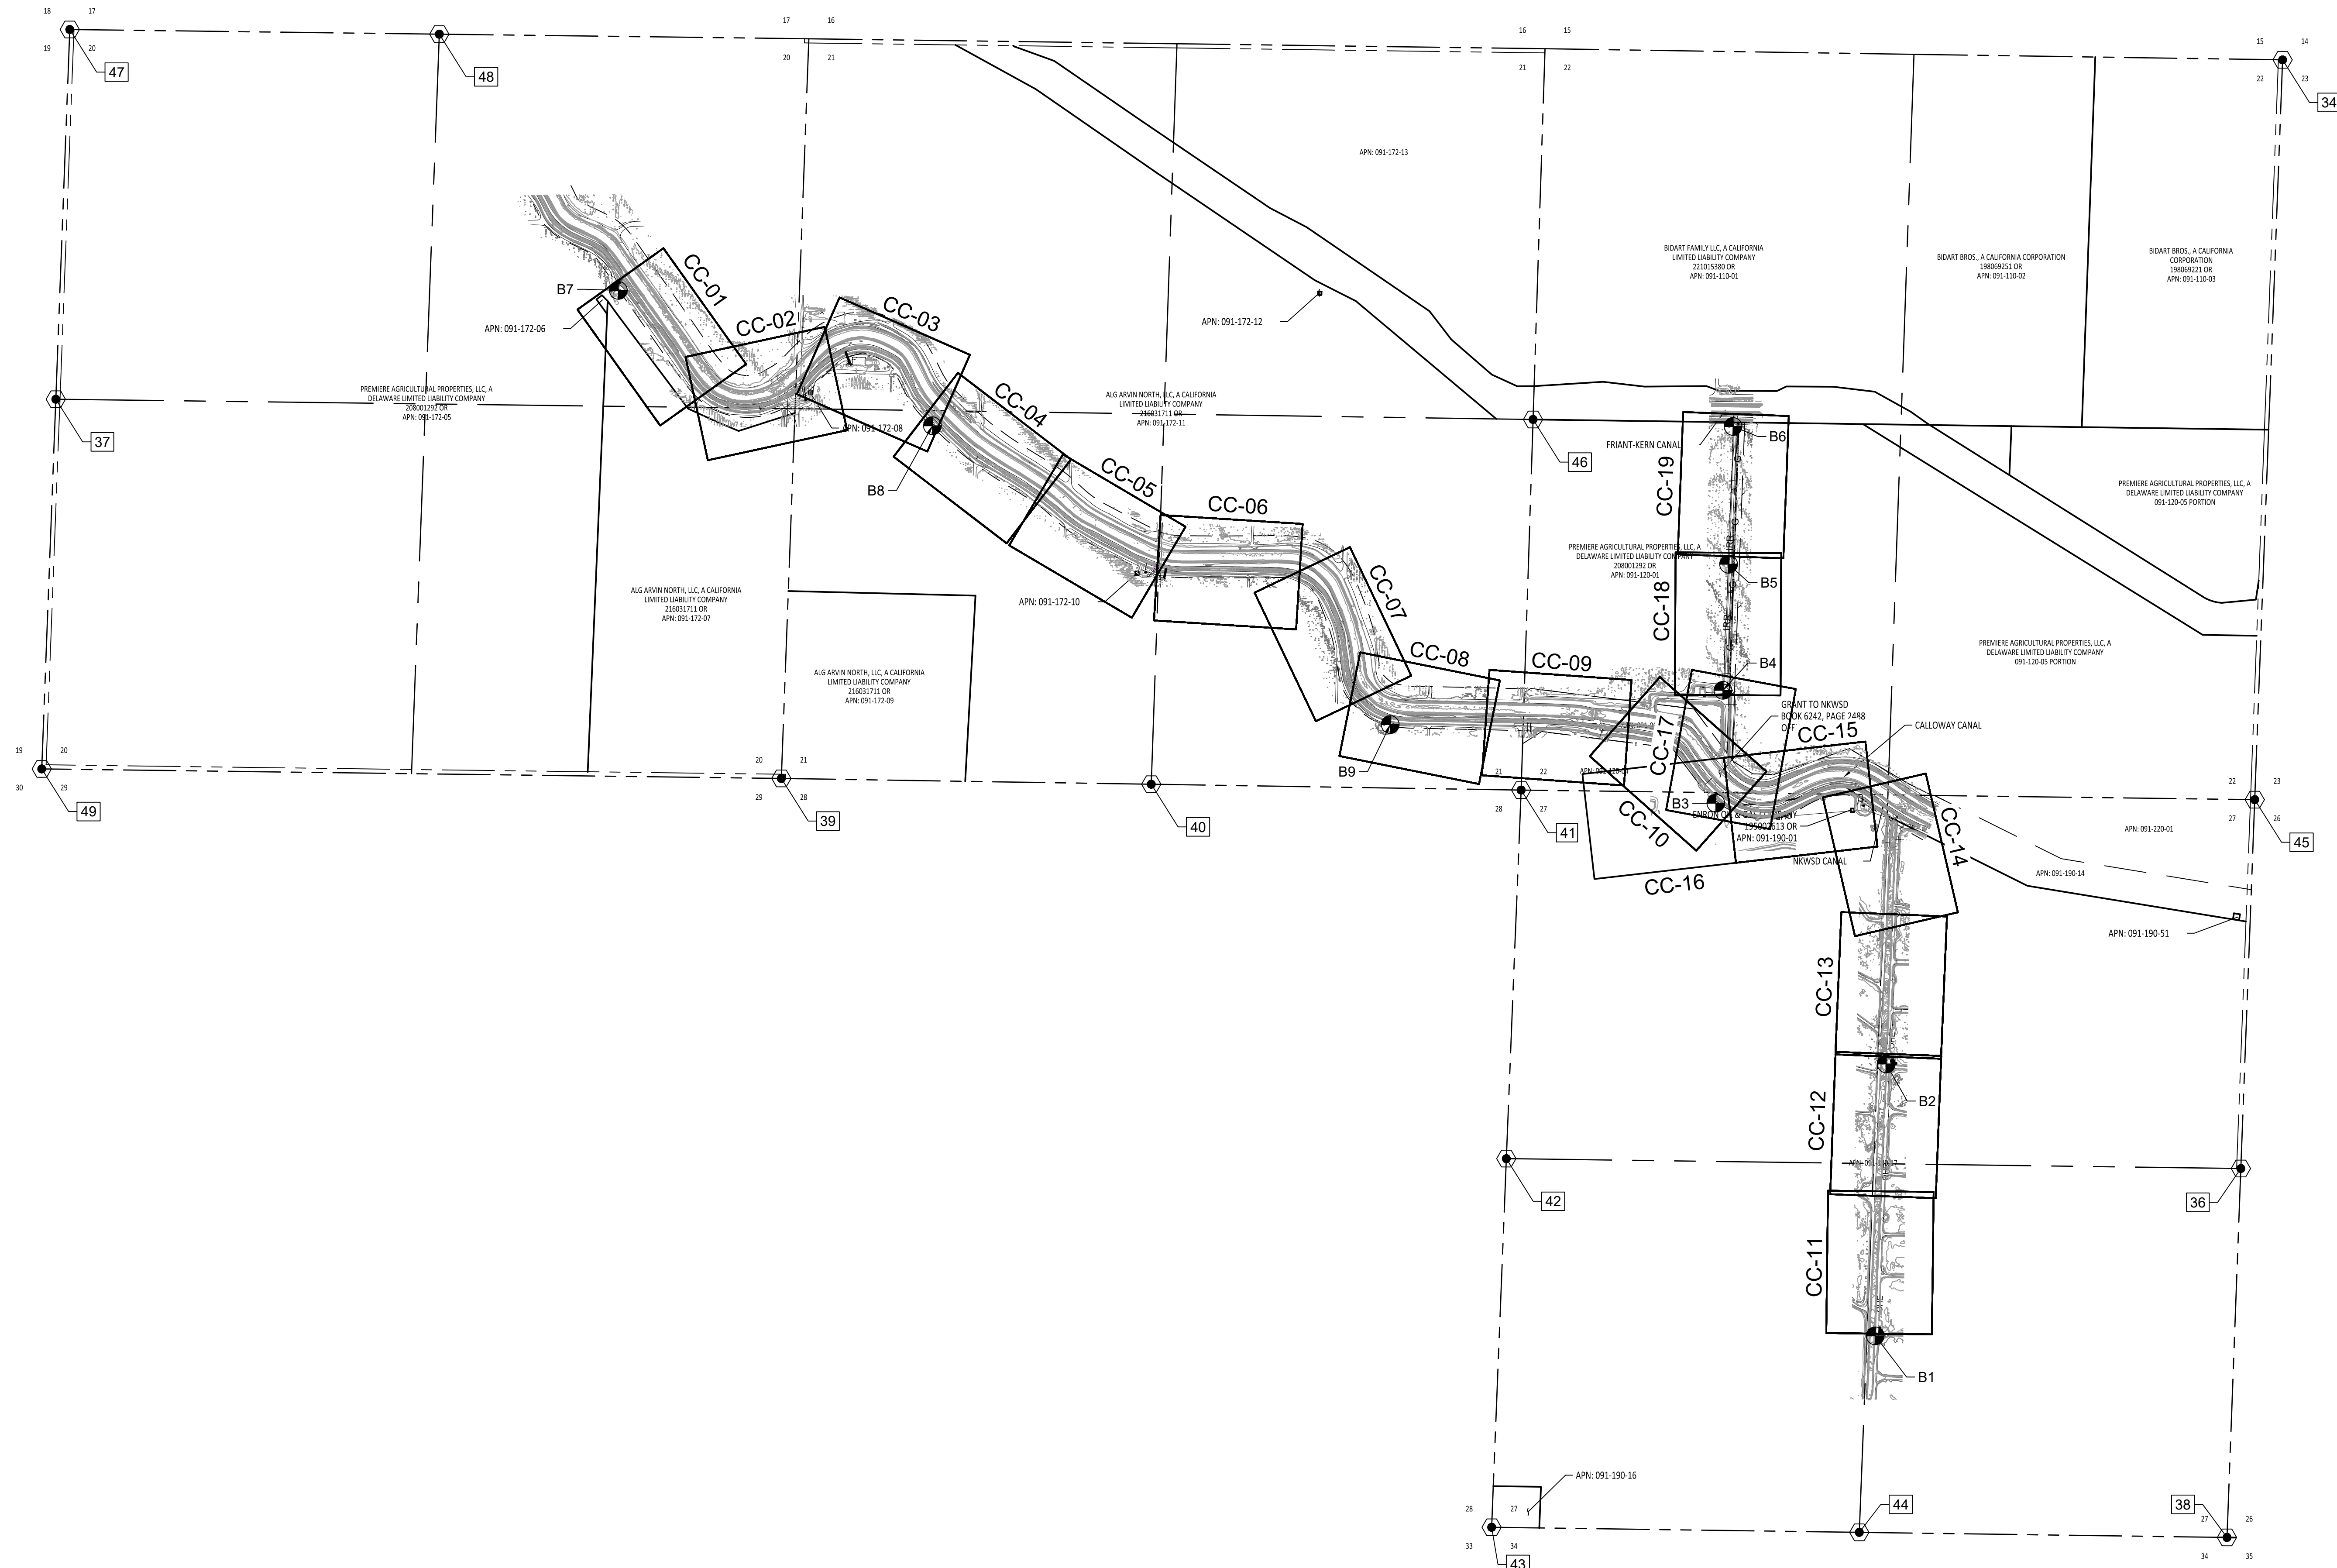 18 17
17 16
16 15
15 14
19 20
20 21
21 22
22 23
47
48
34
APN: 091-172-13
BIDART FAMILY LLC, A CALIFORNIA
LIMITED LIABILITY COMPANY
221015380 OR
APN: 091-110-01
BIDART BROS., A CALIFORNIA CORPORATION
198069251 OR
APN: 091-110-02
BIDART BROS., A CALIFORNIA
CORPORATION
198069221 OR
APN: 091-110-03
CC-01
B7
APN: 091-172-06
CC-02
CC-03
APN: 091-172-12
PREMIERE AGRICULTURAL PROPERTIES, LLC, A
DELAWARE LIMITED LIABILITY COMPANY
208001292 OR
APN: 091-172-05
37
APN: 091-172-08
CC-04
B8
ALG ARVIN NORTH, LLC, A CALIFORNIA
LIMITED LIABILITY COMPANY
216031711 OR
APN: 091-172-11
CC-05
CC-06
46
FRIANT-KERN CANAL
B6
CC-19
IRR
PREMIERE AGRICULTURAL PROPERTIES, LLC, A
DELAWARE LIMITED LIABILITY COMPANY
091-120-05 PORTION
PREMIERE AGRICULTURAL PROPERTIES, LLC, A
DELAWARE LIMITED LIABILITY COMPANY
208001292 OR
APN: 091-120-01
B5
CC-18
IRR
ALG ARVIN NORTH, LLC, A CALIFORNIA
LIMITED LIABILITY COMPANY
216031711 OR
APN: 091-172-07
APN: 091-172-10
CC-07
CC-08
CC-09
B4
PREMIERE AGRICULTURAL PROPERTIES, LLC, A
DELAWARE LIMITED LIABILITY COMPANY
091-120-05 PORTION
ALG ARVIN NORTH, LLC, A CALIFORNIA
LIMITED LIABILITY COMPANY
216031711 OR
APN: 091-172-09
GRANT TO NKWSD
BOOK 6242, PAGE 2488
OFF
CC-17
CC-15
CALLOWAY CANAL
19 20
30 29
49
20 21
29 28
39
40
B9
21 22
28 27
41
22 23
27 26
45
B3
CC-10
195002613 OR
APN: 091-190-01
NKWSD CANAL
CC-16
CC-14
APN: 091-220-01
APN: 091-190-14
APN: 091-190-51
CC-13
CC-12
B2
42
36
CC-11
OHE
B1
APN: 091-190-16
28 27
33 34
43
44
38
27 26
34 35